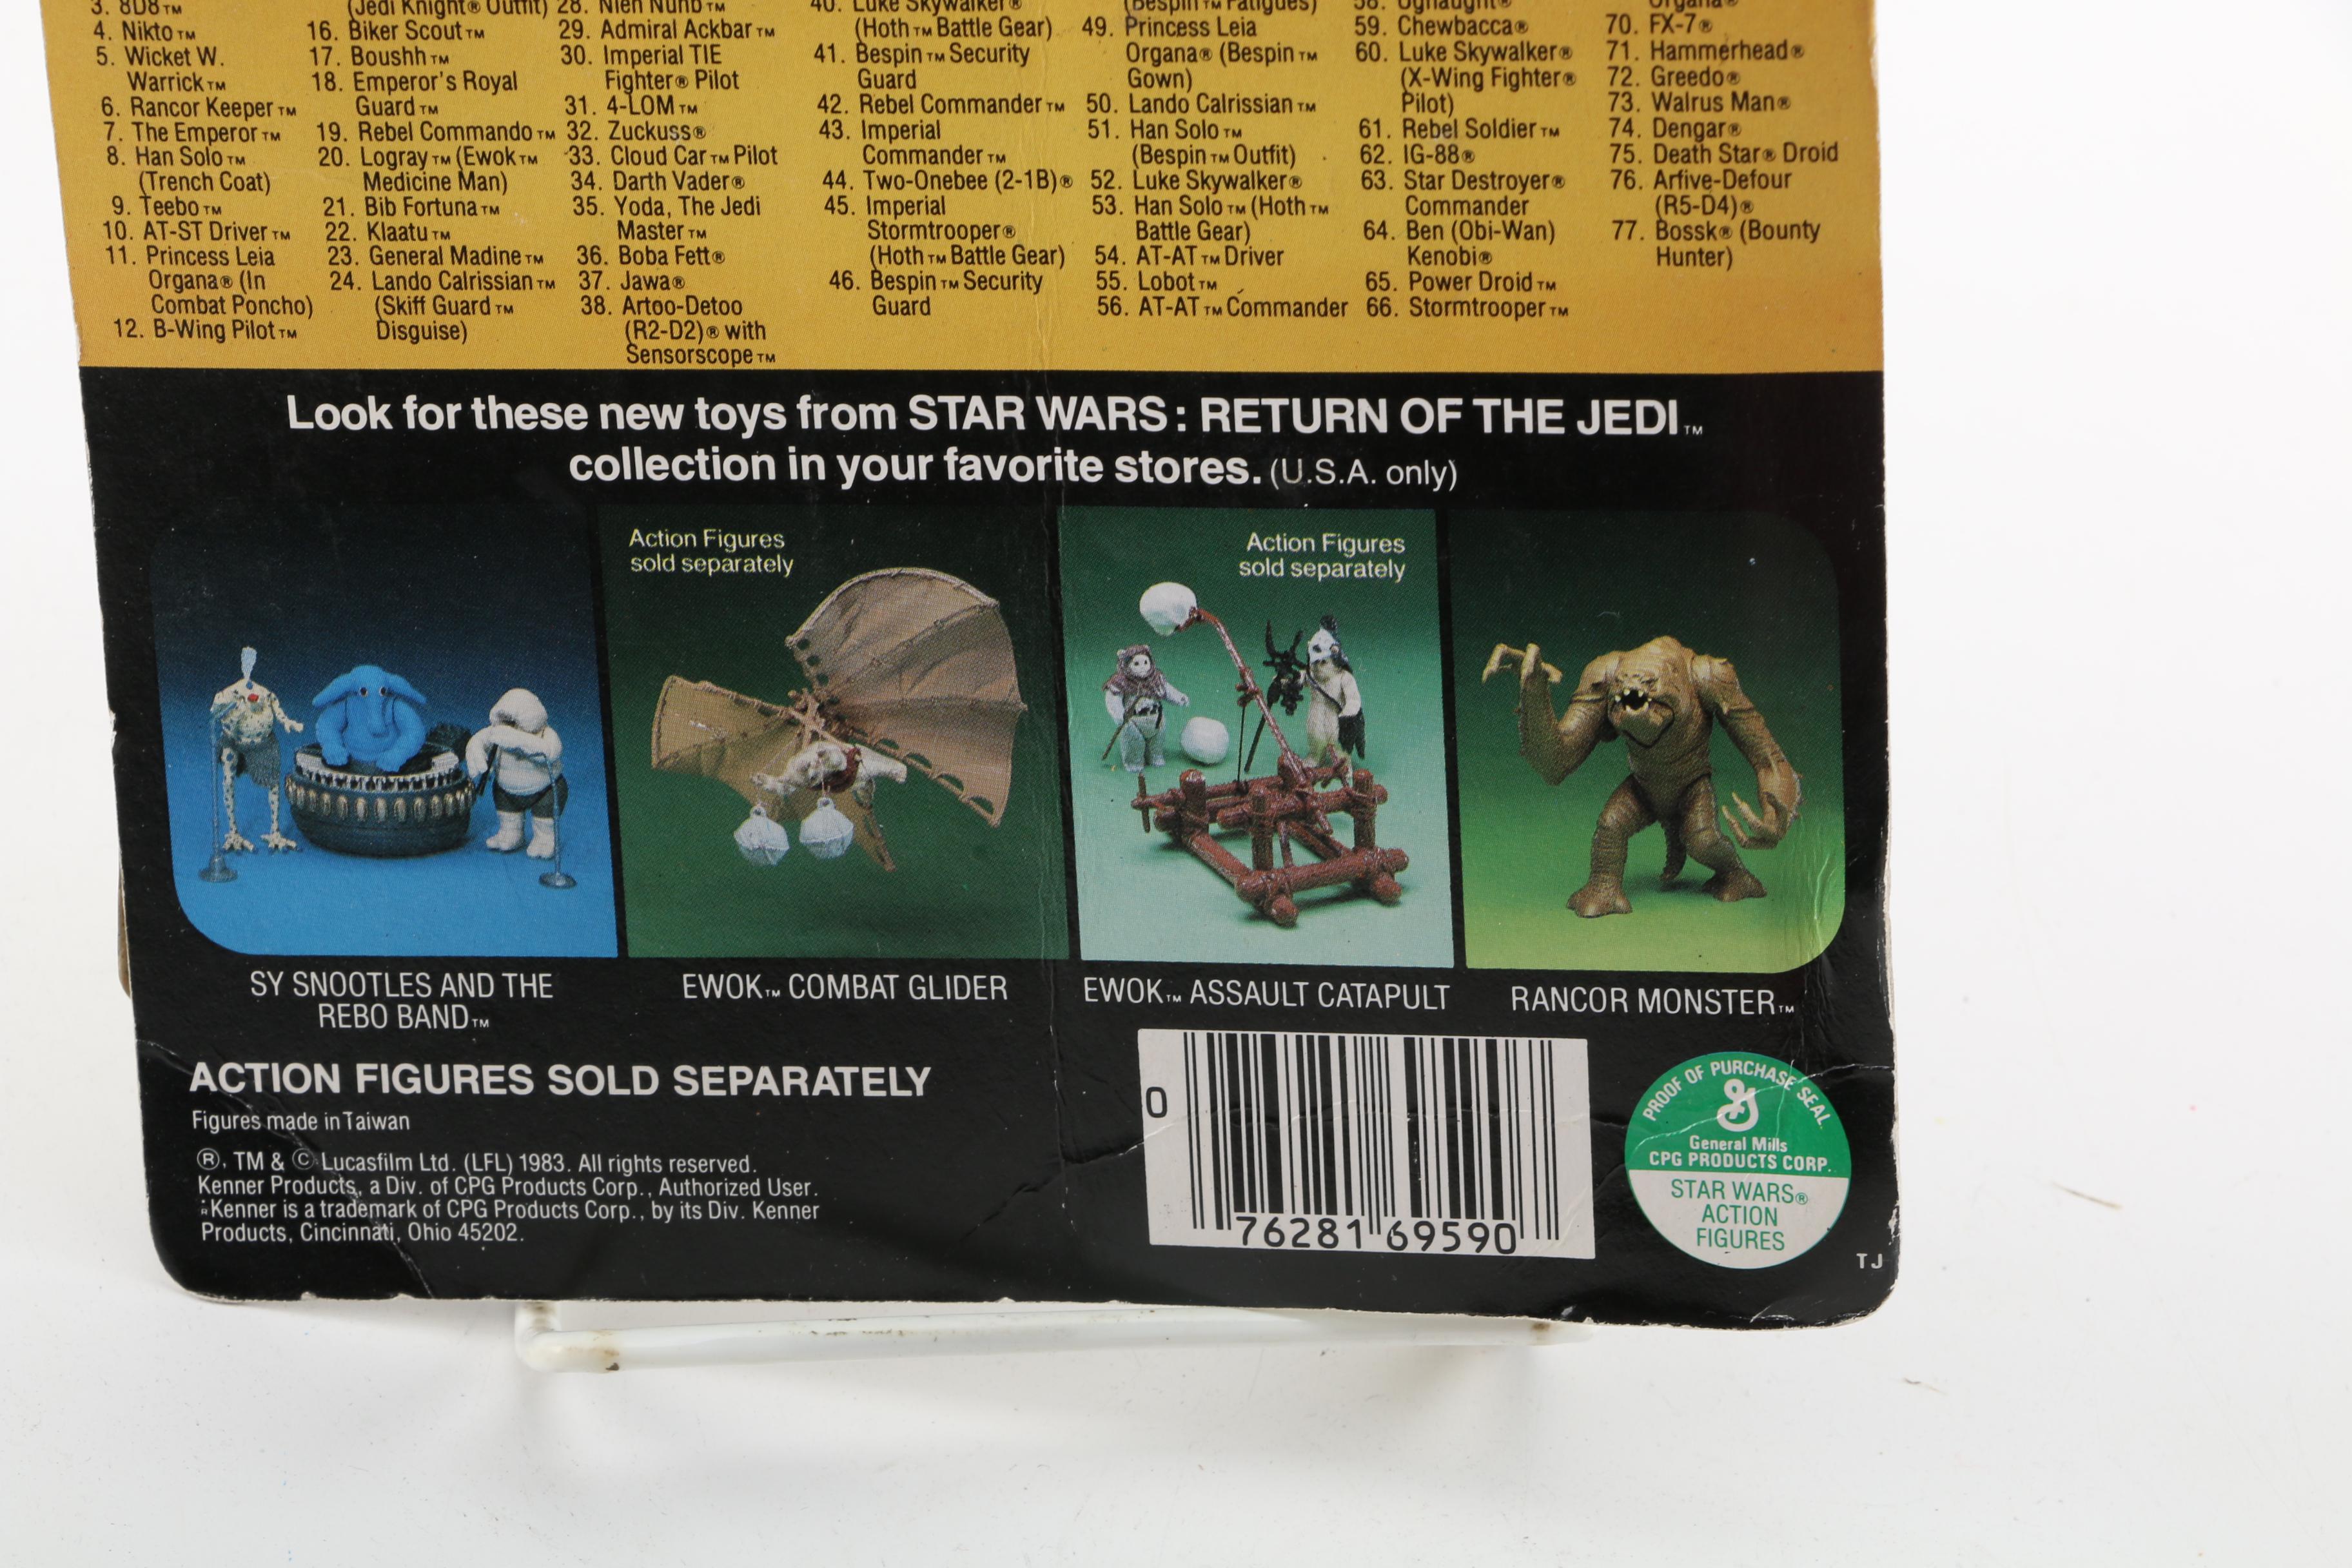 3. 8D8™
4. Nikto™
5. Wicket W.
Warrick™
6. Rancor Keeper™
7. The Emperor™
8. Han Solo™
(Trench Coat)
9. Teebo™
10. AT-ST Driver™
11. Princess Leia
Organa® (In
Combat Poncho)
12. B-Wing Pilot™
(Jedi Knight® Outfit)
16. Biker Scout™
17. Boushh™
18. Emperor's Royal
Guard™
19. Rebel Commando™
20. Logray™ (Ewok™
Medicine Man)
21. Bib Fortuna™
22. Klaatu™
23. General Madine™
24. Lando Calrissian™
(Skiff Guard™
Disguise)
28. Nien Nunb™
29. Admiral Ackbar™
30. Imperial TIE
Fighter® Pilot
31. 4-LOM™
32. Zuckuss®
33. Cloud Car™ Pilot
34. Darth Vader®
35. Yoda, The Jedi
Master™
36. Boba Fett®
37. Jawa®
38. Artoo-Detoo
(R2-D2)® with
Sensorscope™
40. Luke Skywalker®
(Hoth™ Battle Gear)
41. Bespin™ Security
Guard
42. Rebel Commander™
43. Imperial
Commander™
44. Two-Onebee (2-1B)®
45. Imperial
Stormtrooper®
(Hoth™ Battle Gear)
46. Bespin™ Security
Guard
(Bespin™ Fatigues)
49. Princess Leia
Organa® (Bespin™
Gown)
50. Lando Calrissian™
51. Han Solo™
(Bespin™ Outfit)
52. Luke Skywalker®
53. Han Solo™ (Hoth™
Battle Gear)
54. AT-AT™ Driver
55. Lobot™
56. AT-AT™ Commander
58. Ugnaught®
59. Chewbacca®
60. Luke Skywalker®
(X-Wing Fighter®
Pilot)
61. Rebel Soldier™
62. IG-88®
63. Star Destroyer®
Commander
64. Ben (Obi-Wan)
Kenobi®
65. Power Droid™
66. Stormtrooper™
Organa®
70. FX-7®
71. Hammerhead®
72. Greedo®
73. Walrus Man®
74. Dengar®
75. Death Star® Droid
76. Arfive-Defour
(R5-D4)®
77. Bossk® (Bounty
Hunter)
Look for these new toys from STAR WARS: RETURN OF THE JEDI™
collection in your favorite stores. (U.S.A. only)
Action Figures
sold separately
Action Figures
sold separately
SY SNOOTLES AND THE
REBO BAND™
EWOK™ COMBAT GLIDER
EWOK™ ASSAULT CATAPULT
RANCOR MONSTER™
ACTION FIGURES SOLD SEPARATELY
Figures made in Taiwan
®, TM & © Lucasfilm Ltd. (LFL) 1983. All rights reserved.
Kenner Products, a Div. of CPG Products Corp., Authorized User.
®Kenner is a trademark of CPG Products Corp., by its Div. Kenner
Products, Cincinnati, Ohio 45202.
0 76281 69590
PROOF OF PURCHASE SEAL
General Mills
CPG PRODUCTS CORP.
STAR WARS®
ACTION
FIGURES
TJ